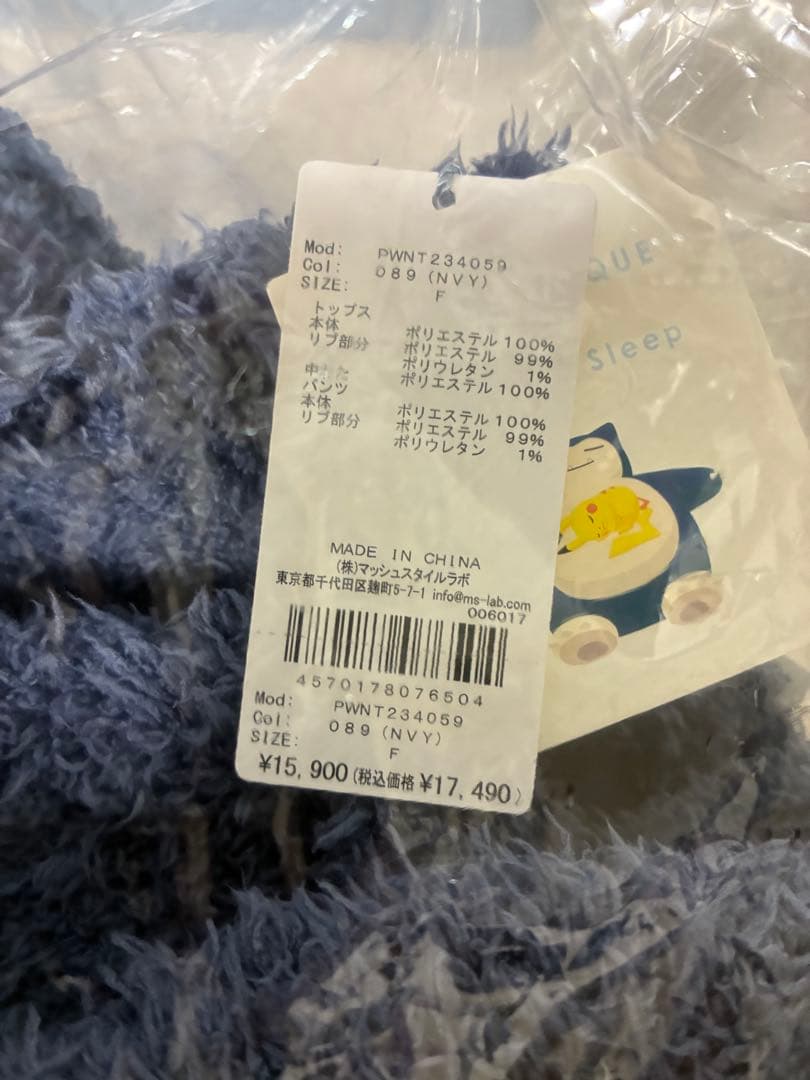 Mod: PWNT234059
Col: 089 (NVY)
SIZE: F
トップス
本体 ポリエステル 100%
リブ部分 ポリエステル 99%
ポリウレタン 1%
中わた ポリエステル 100%
パンツ
本体 ポリエステル 100%
リブ部分 ポリエステル 99%
ポリウレタン 1%
MADE IN CHINA
(株)マッシュスタイルラボ
東京都千代田区麹町5-7-1 info@ms-lab.com
006017
4570178076504
Mod: PWNT234059
Col: 089 (NVY)
SIZE: F
¥15,900(税込価格 ¥17,490)
QUE
Sleep